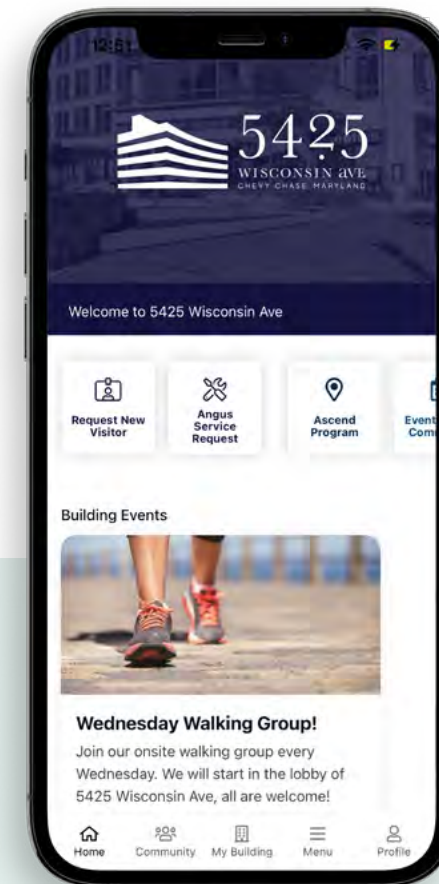 12:51
5425
WISCONSIN aVE
CHEVY CHASE MARYLAND
Welcome to 5425 Wisconsin Ave
Request New
Visitor
Angus
Service
Request
Ascend
Program
Event
Com
Building Events
Wednesday Walking Group!
Join our onsite walking group every
Wednesday. We will start in the lobby of
5425 Wisconsin Ave, all are welcome!
Home
Community
My Building
Menu
Profile